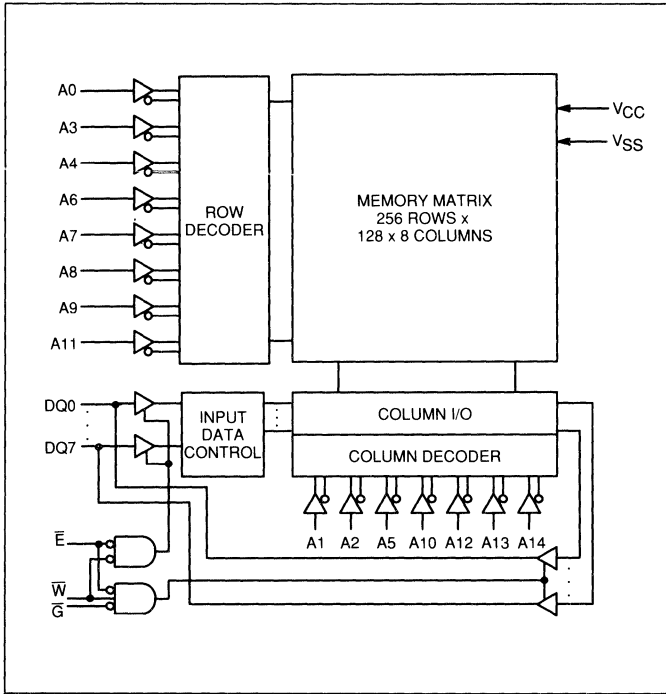 A0
A3
A4
A6
A7
A8
A9
A11
ROW
DECODER
MEMORY MATRIX
256 ROWS x
128 x 8 COLUMNS
VCC
VSS
DQ0
DQ7
INPUT
DATA
CONTROL
COLUMN I/O
COLUMN DECODER
A1 A2 A5 A10 A12 A13 A14
E
W
G